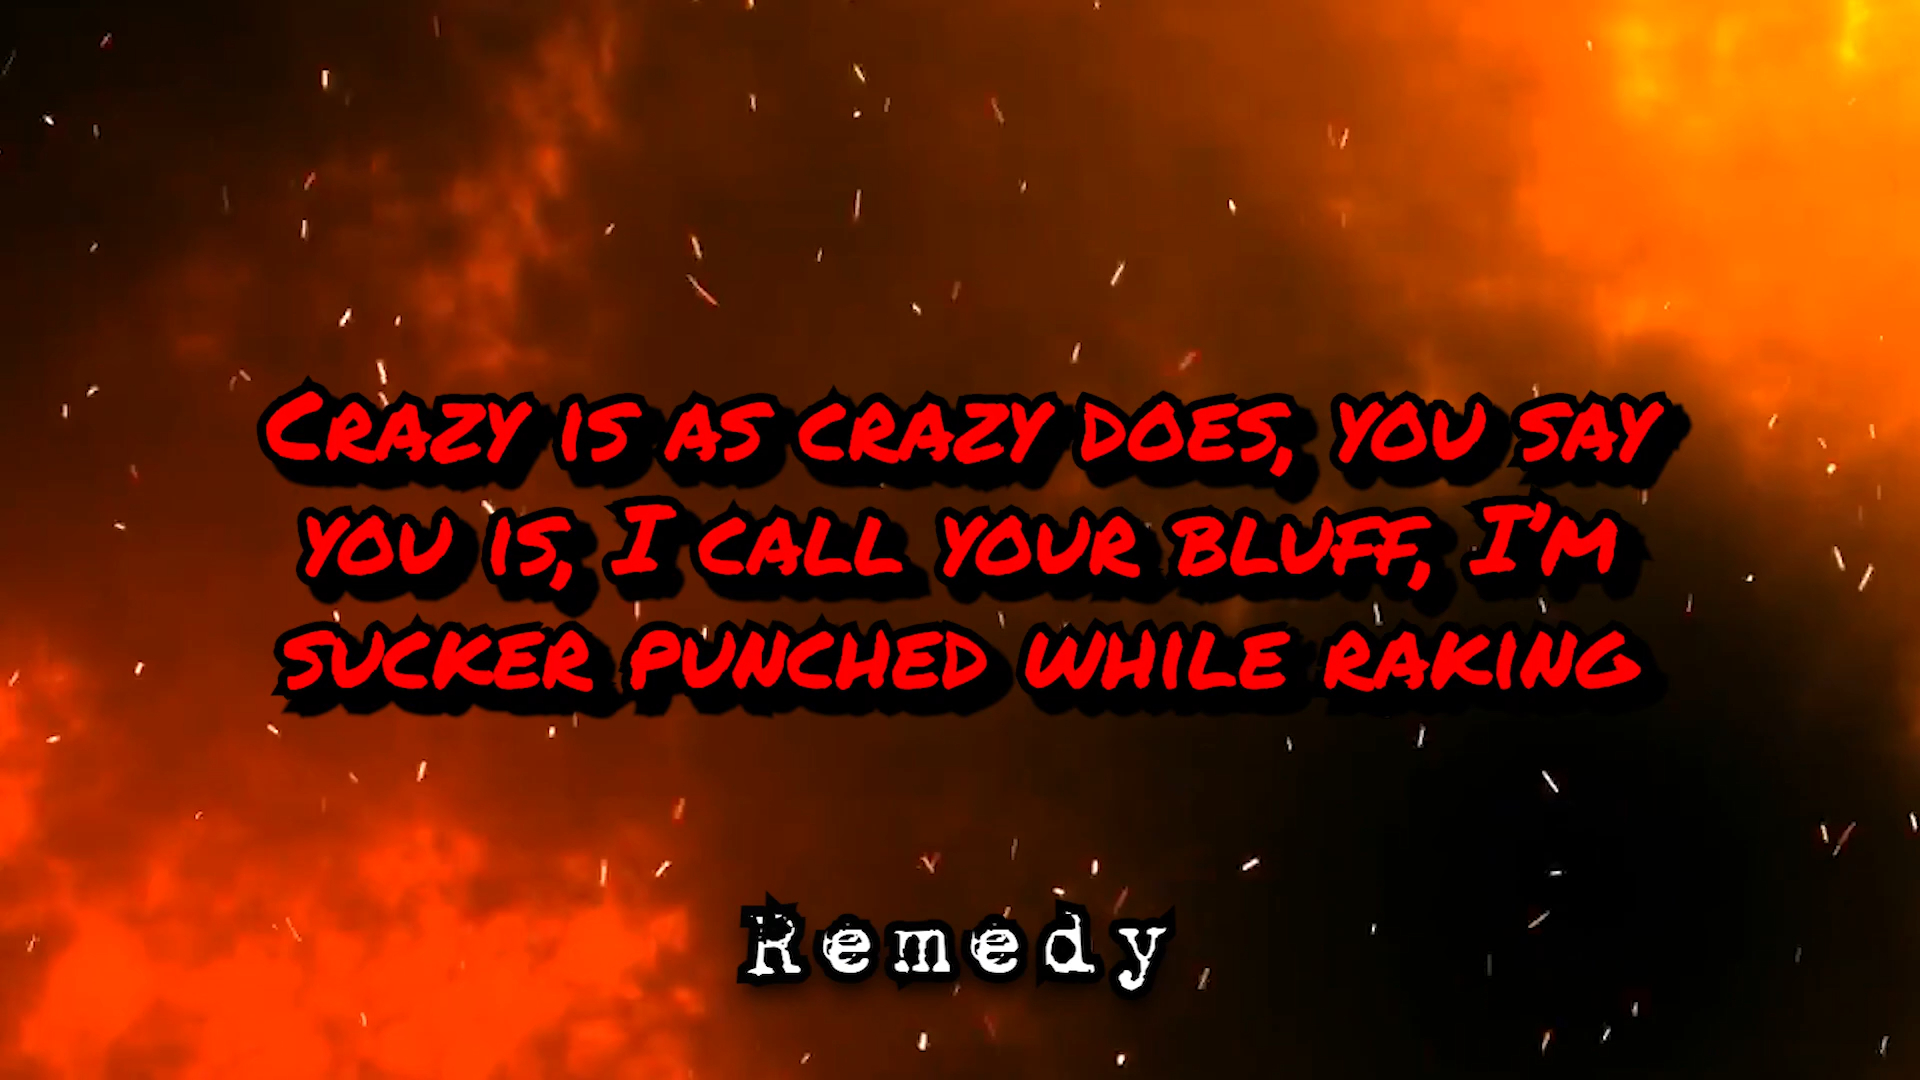 Crazy is as crazy does, you say
you is, I call your bluff, I'm
sucker punched while raking
Remedy